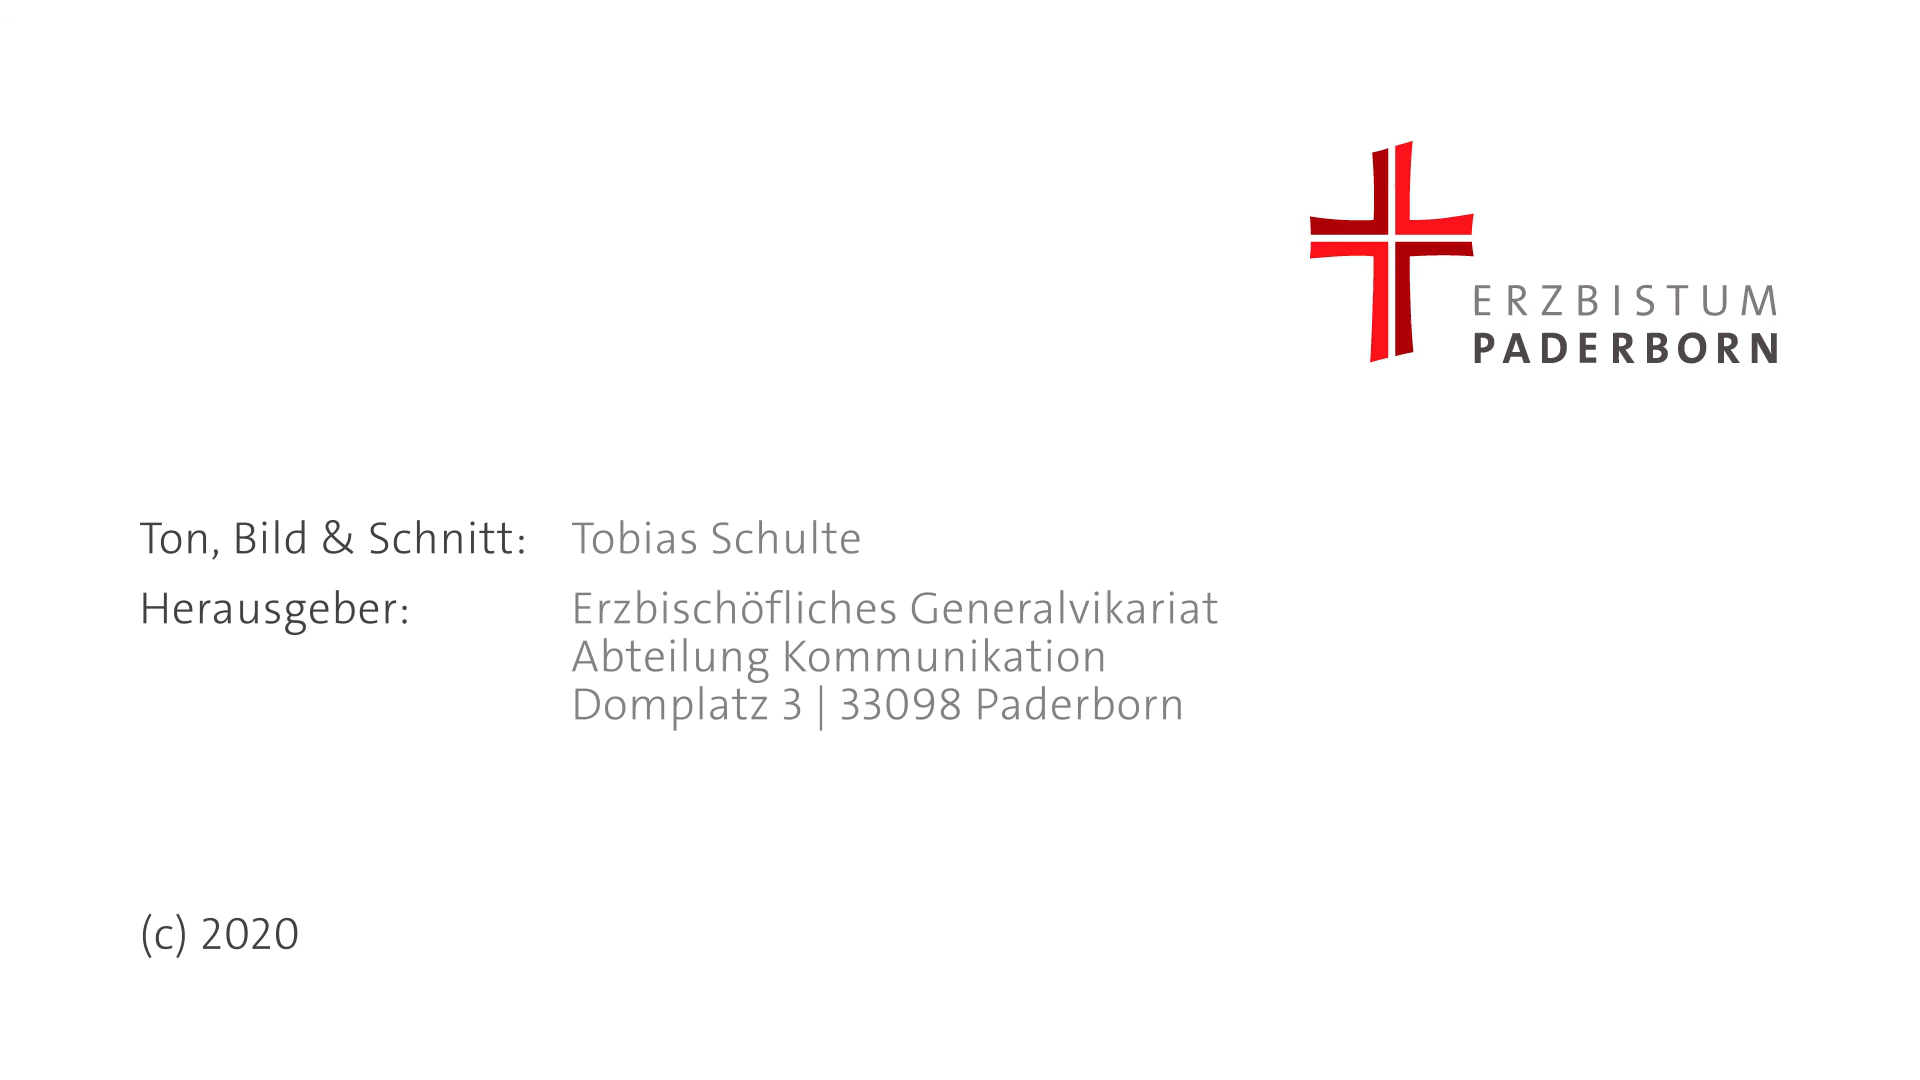 ERZBISTUM
PADERBORN
Ton, Bild & Schnitt: Tobias Schulte
Herausgeber: Erzbischöfliches Generalvikariat
Abteilung Kommunikation
Domplatz 3 | 33098 Paderborn
(c) 2020